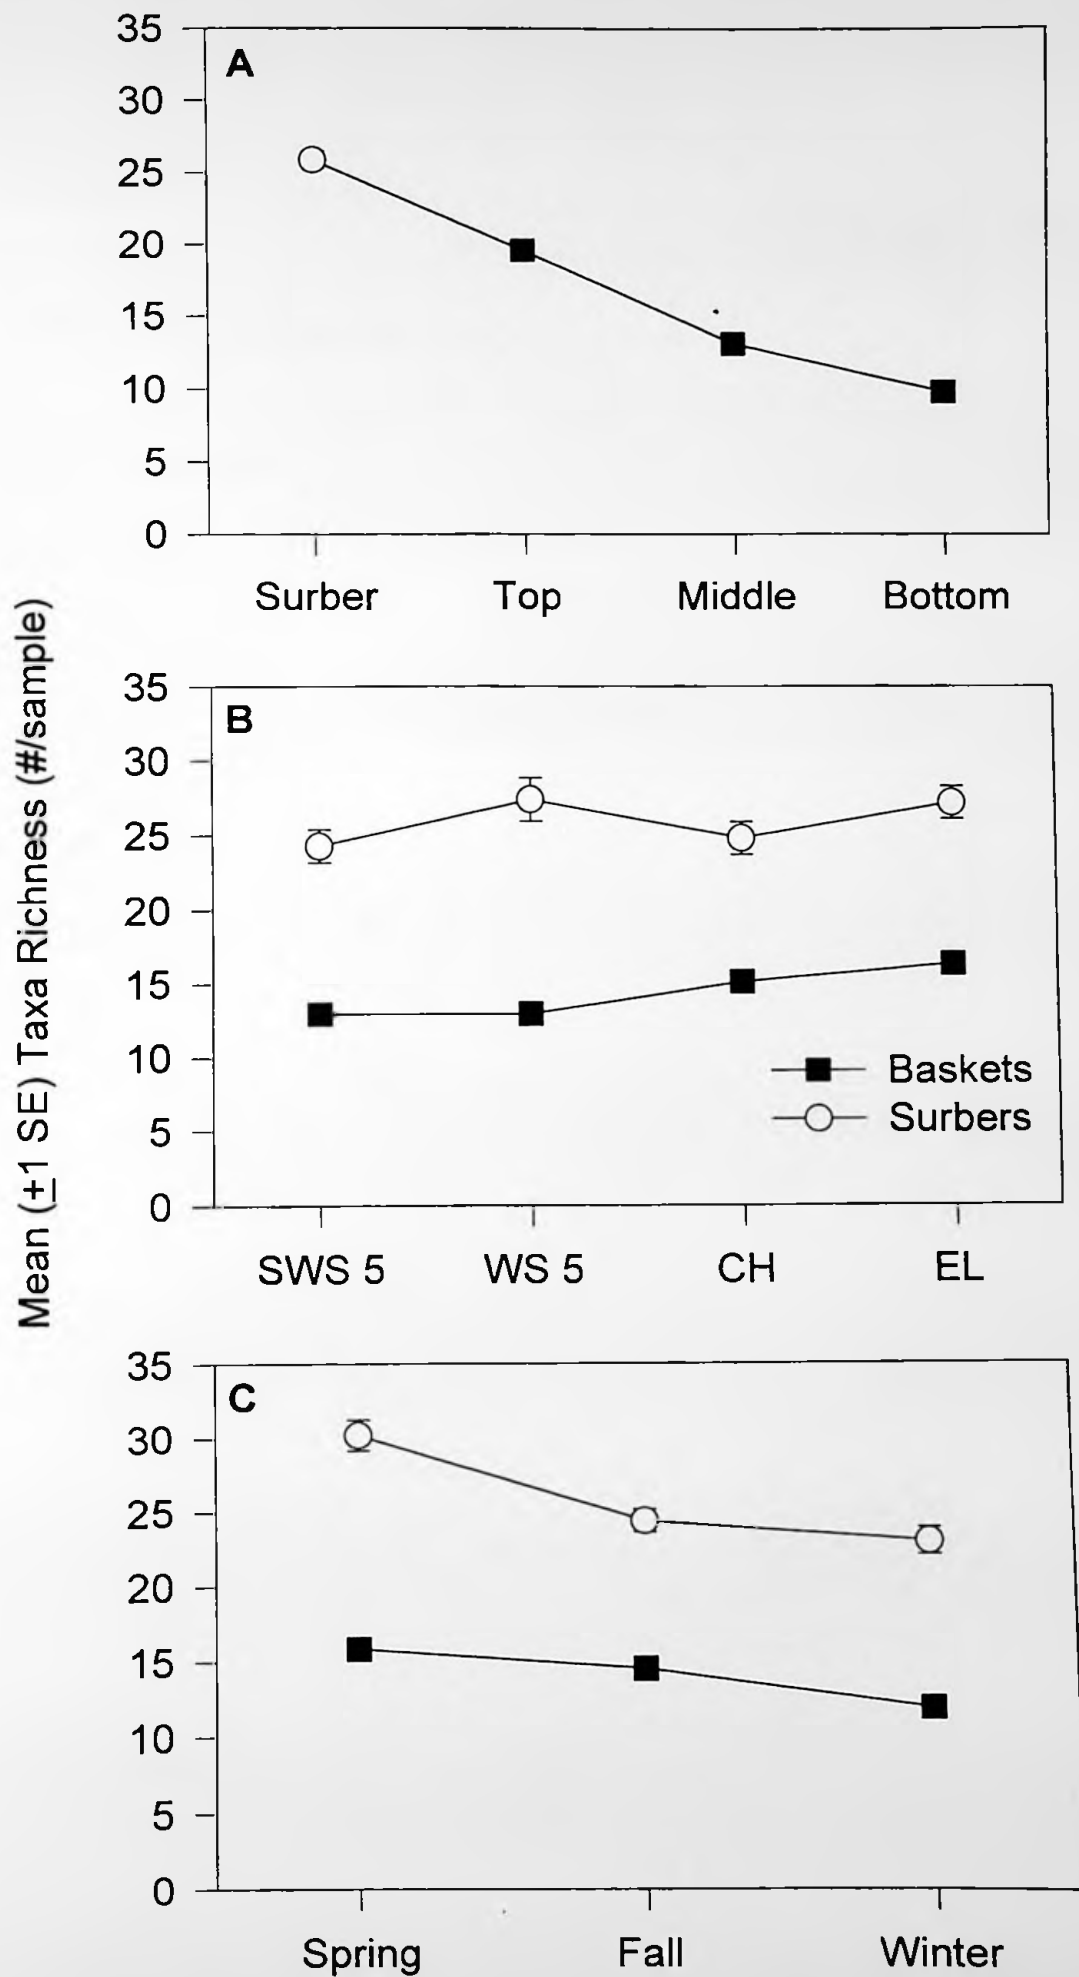 Mean (±1 SE) Taxa Richness (#/sample)
A
35
30
25
20
15
10
5
0
Surber Top Middle Bottom
B
35
30
25
20
15
10
5
0
Baskets
Surbers
SWS 5 WS 5 CH EL
C
35
30
25
20
15
10
5
0
Spring Fall Winter